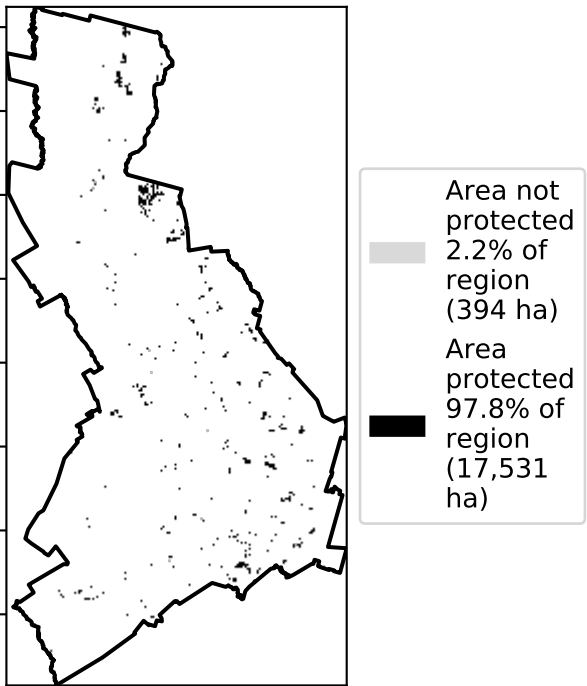 Area not
protected
2.2% of
region
(394 ha)
Area
protected
97.8% of
region
(17,531
ha)